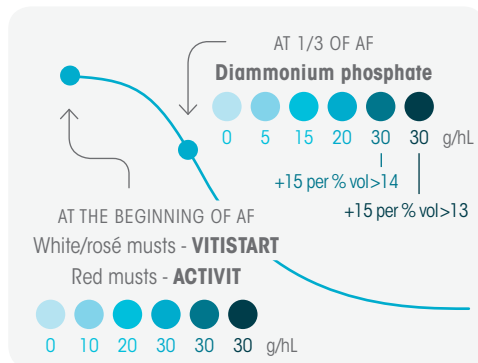 AT 1/3 OF AF
Diammonium phosphate
0 5 15 20 30 30 g/hL
+15 per % vol>14
+15 per % vol>13
AT THE BEGINNING OF AF
White/rosé musts - VITISTART
Red musts - ACTIVIT
0 10 20 30 30 30 g/hL